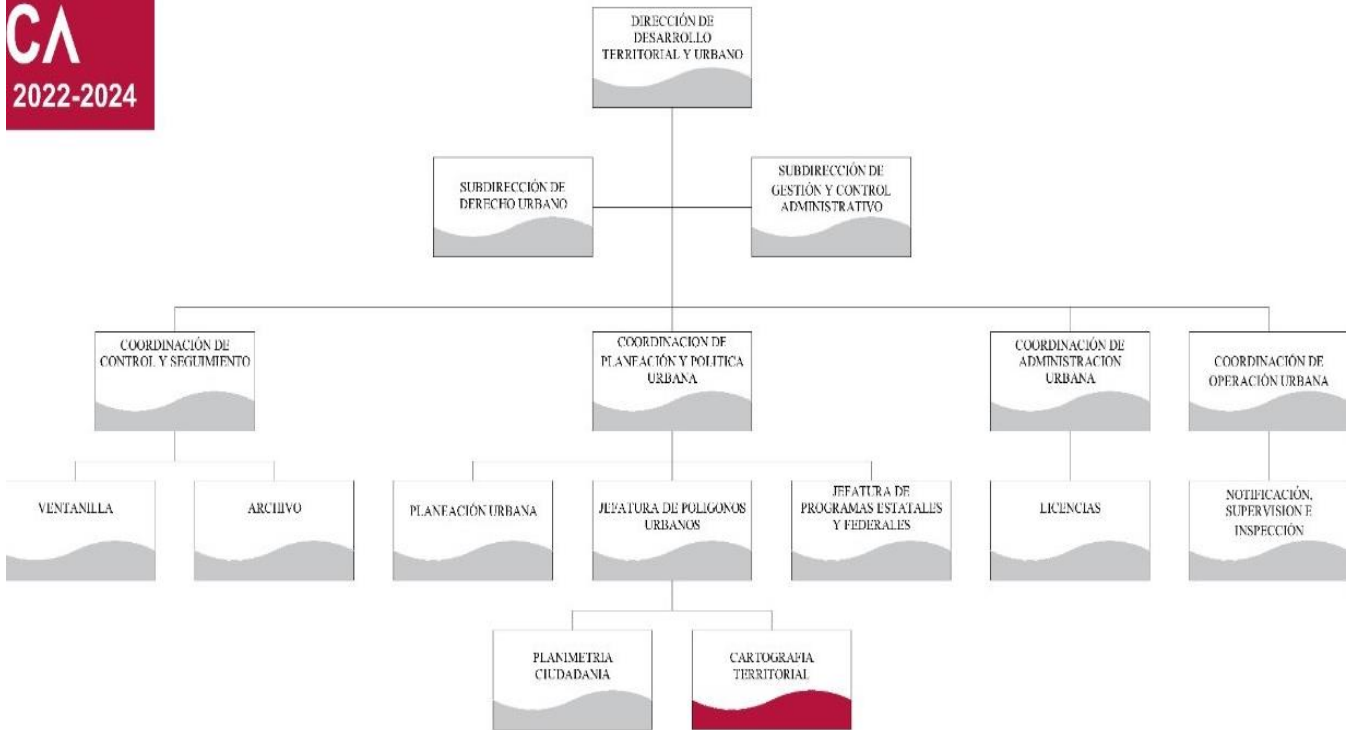 CA
2022-2024
DIRECCIÓN DE
DESARROLLO
TERRITORIAL Y URBANO
SUBDIRECCIÓN DE
DERECHO URBANO
SUBDIRECCIÓN DE
GESTIÓN Y CONTROL
ADMINISTRATIVO
COORDINACIÓN DE
CONTROL Y SEGUIMIENTO
COORDINACION DE
PLANEACIÓN Y POLITICA
URBANA
COORDINACIÓN DE
ADMINISTRACION
URBANA
COORDINACIÓN DE
OPERACIÓN URBANA
VENTANILLA
ARCHIVO
PLANEACIÓN URBANA
JEFATURA DE POLIGONOS
URBANOS
JEFATURA DE
PROGRAMAS ESTATALES
Y FEDERALES
LICENCIAS
NOTIFICACIÓN,
SUPERVISION E
INSPECCIÓN
PLANIMETRIA
CIUDADANIA
CARTOGRAFIA
TERRITORIAL